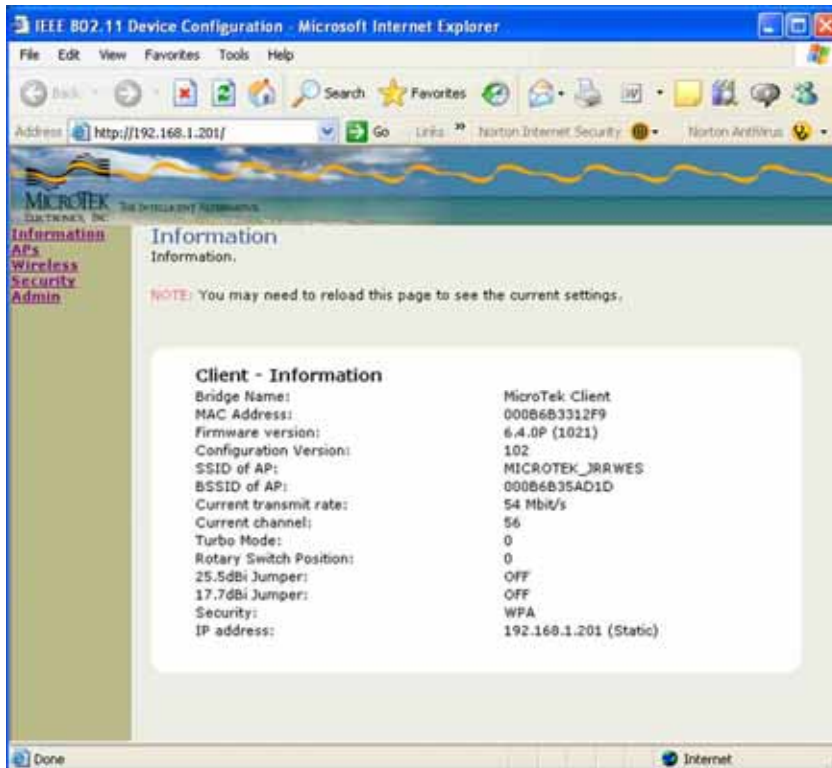 IEEE 802.11 Device Configuration - Microsoft Internet Explorer
File Edit View Favorites Tools Help
Back Search Favorites
Address http://192.168.1.201/ Go Links » Norton Internet Security Norton AntiVirus
MICROTEK
ELECTRONICS, INC. THE INTELLIGENT ALTERNATIVE
Information
APs
Wireless
Security
Admin
Information
Information.
NOTE: You may need to reload this page to see the current settings.
Client - Information
Bridge Name: MicroTek Client
MAC Address: 000B6B3312F9
Firmware version: 6.4.0P (1021)
Configuration Version: 102
SSID of AP: MICROTEK_JRRWES
BSSID of AP: 000B6B35AD1D
Current transmit rate: 54 Mbit/s
Current channel: 56
Turbo Mode: 0
Rotary Switch Position: 0
25.5dBi Jumper: OFF
17.7dBi Jumper: OFF
Security: WPA
IP address: 192.168.1.201 (Static)
Done Internet